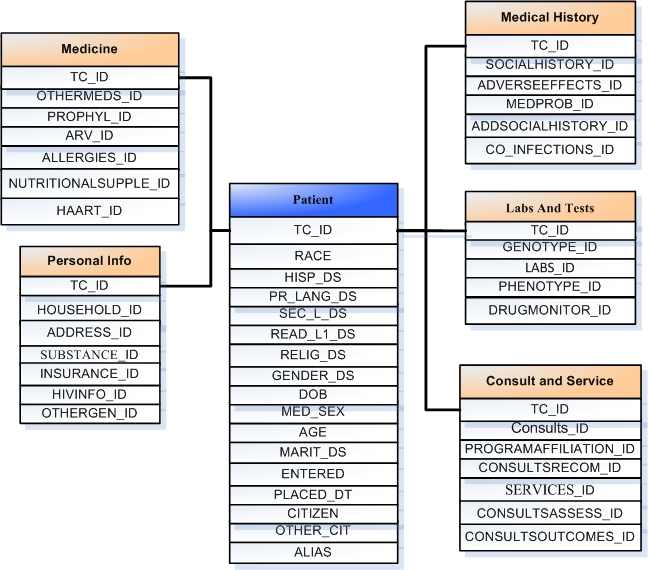 Medicine
TC_ID
OTHERMEDS_ID
PROPHYL_ID
ARV_ID
ALLERGIES_ID
NUTRITIONALSUPPLE_ID
HAART_ID
Personal Info
TC_ID
HOUSEHOLD_ID
ADDRESS_ID
SUBSTANCE_ID
INSURANCE_ID
HIVINFO_ID
OTHERGEN_ID
Patient
TC_ID
RACE
HISP_DS
PR_LANG_DS
SEC_L_DS
READ_L1_DS
RELIG_DS
GENDER_DS
DOB
MED_SEX
AGE
MARIT_DS
ENTERED
PLACED_DT
CITIZEN
OTHER_CIT
ALIAS
Medical History
TC_ID
SOCIALHISTORY_ID
ADVERSEEFFECTS_ID
MEDPROB_ID
ADDSOCIALHISTORY_ID
CO_INFECTIONS_ID
Labs And Tests
TC_ID
GENOTYPE_ID
LABS_ID
PHENOTYPE_ID
DRUGMONITOR_ID
Consult and Service
TC_ID
Consults_ID
PROGRAMAFFILIATION_ID
CONSULTSRECOM_ID
SERVICES_ID
CONSULTSASSESS_ID
CONSULTSOUTCOMES_ID